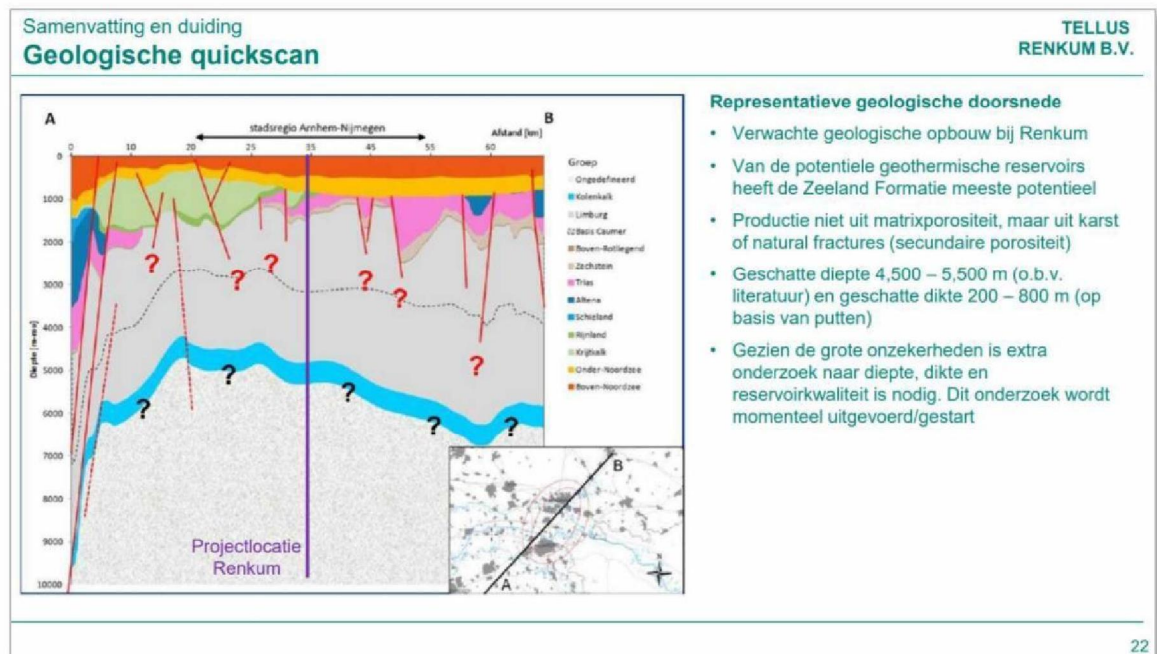 Samenvatting en duiding
Geologische quickscan
TELLUS
RENKUM B.V.
A
B
stadsregio Arnhem-Nijmegen
Afstand [km]
0 10 25 35 45 55 60
Diepte [m-mv]
0
1000
2000
3000
4000
5000
6000
7000
8000
9000
10000
? ? ? ? ? ?
? ? ? ? ?
Projectlocatie
Renkum
Groep
Ongedefineerd
Kolenkalk
Limburg
Basis Caumer
Boven-Rotliegend
Zechstein
Trias
Altena
Schieland
Rijnland
Krijtkalk
Onder-Noordzee
Boven-Noordzee
B
A
Representatieve geologische doorsnede
• Verwachte geologische opbouw bij Renkum
• Van de potentiele geothermische reservoirs
heeft de Zeeland Formatie meeste potentieel
• Productie niet uit matrixporositeit, maar uit karst
of natural fractures (secundaire porositeit)
• Geschatte diepte 4,500 – 5,500 m (o.b.v.
literatuur) en geschatte dikte 200 – 800 m (op
basis van putten)
• Gezien de grote onzekerheden is extra
onderzoek naar diepte, dikte en
reservoirkwaliteit is nodig. Dit onderzoek wordt
momenteel uitgevoerd/gestart
22